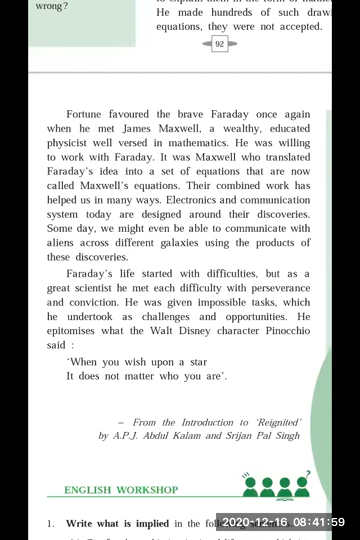 wrong?
He made hundreds of such
equations, they were not accepted.
92
Fortune favoured the brave Faraday once again
when he met James Maxwell, a wealthy, educated
physicist well versed in mathematics. He was willing
to work with Faraday. It was Maxwell who translated
Faraday's idea into a set of equations that are now
called Maxwell's equations. Their combined work has
helped us in many ways. Electronics and communication
system today are designed around their discoveries.
Some day, we might even be able to communicate with
aliens across different galaxies using the products of
these discoveries.
Faraday's life started with difficulties, but as a
great scientist he met each difficulty with perseverance
and conviction. He was given impossible tasks, which
he undertook as challenges and opportunities. He
epitomises what the Walt Disney character Pinocchio
said :
'When you wish upon a star
It does not matter who you are'.
– From the Introduction to 'Reignited'
by A.P.J. Abdul Kalam and Srijan Pal Singh
ENGLISH WORKSHOP
1. Write what is implied in the
2020-12-16 08:41:59